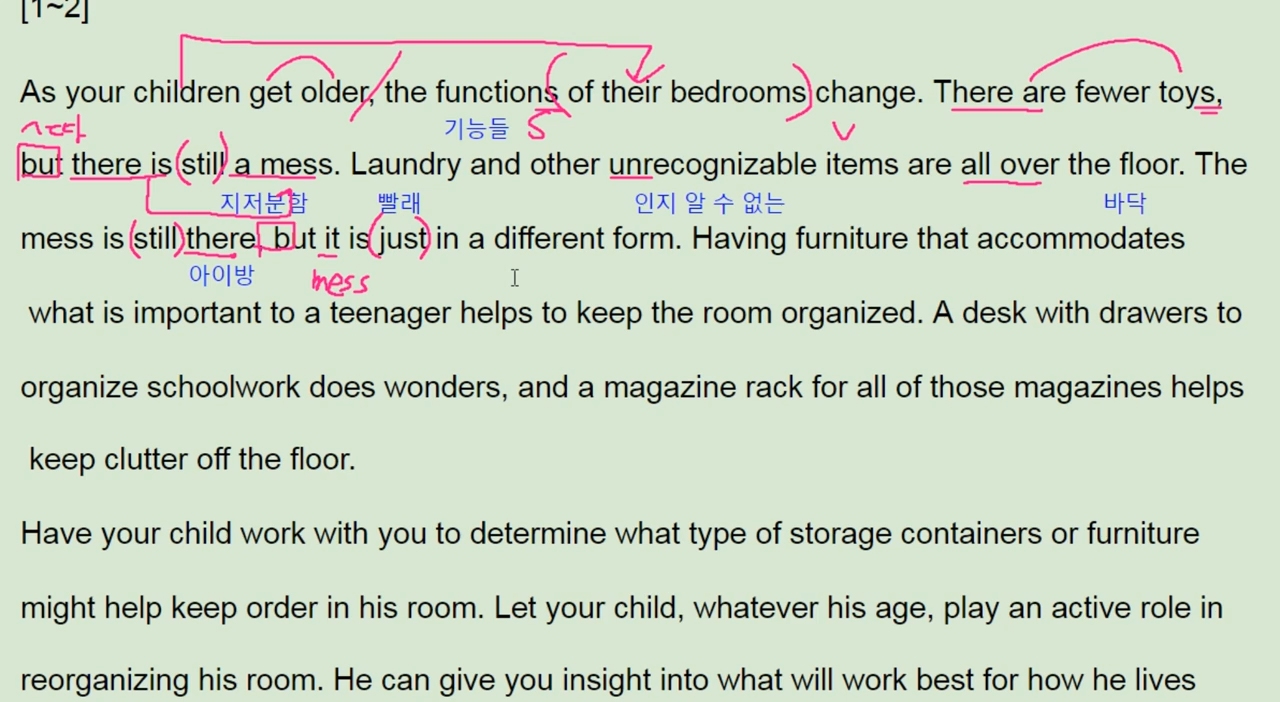 [1~2]
As your children get older, the functions of their bedrooms change. There are fewer toys,
기능들 S V
but there is still a mess. Laundry and other unrecognizable items are all over the floor. The
지저분함 빨래 인지 알 수 없는 바닥
mess is still there, but it is just in a different form. Having furniture that accommodates
아이방 mess
what is important to a teenager helps to keep the room organized. A desk with drawers to
organize schoolwork does wonders, and a magazine rack for all of those magazines helps
keep clutter off the floor.
Have your child work with you to determine what type of storage containers or furniture
might help keep order in his room. Let your child, whatever his age, play an active role in
reorganizing his room. He can give you insight into what will work best for how he lives